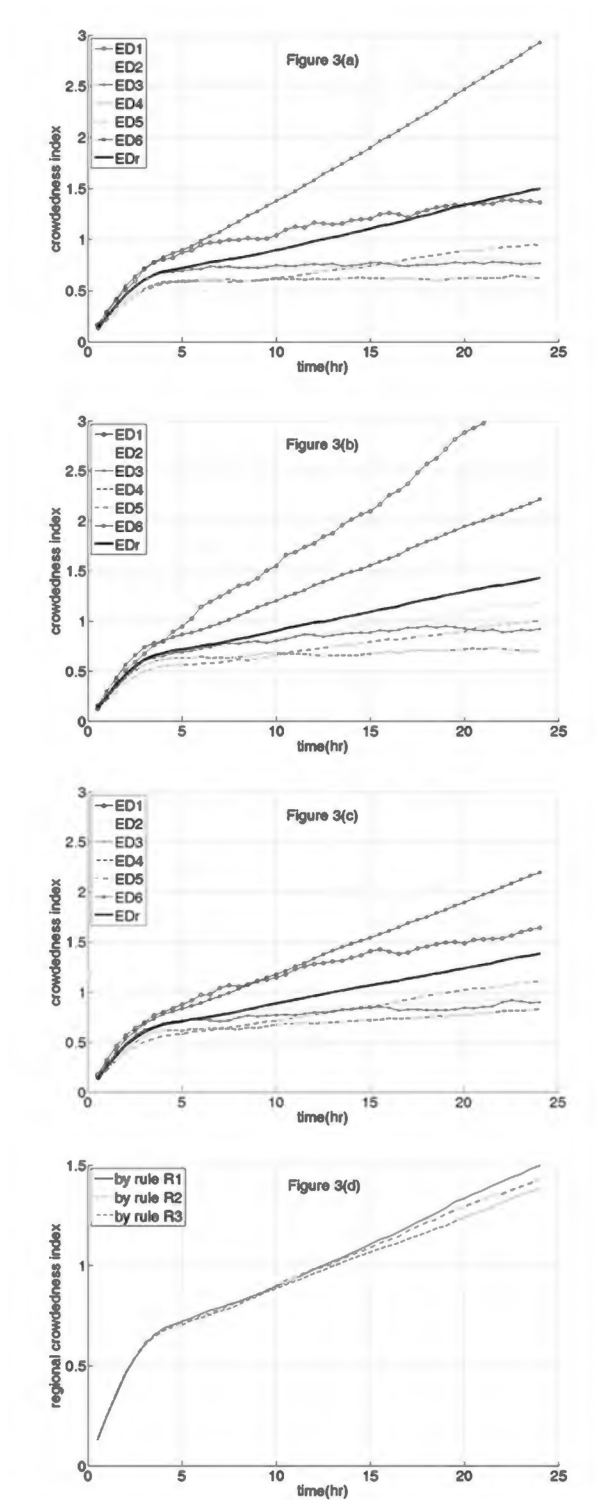 Figure 3(a)
ED1
ED2
ED3
ED4
ED5
ED6
EDr
crowdedness index
3
2.5
2
1.5
1
0.5
0
0
5
10
15
20
25
time(hr)
Figure 3(b)
ED1
ED2
ED3
ED4
ED5
ED6
EDr
crowdedness index
3
2.5
2
1.5
1
0.5
0
0
5
10
15
20
25
time(hr)
Figure 3(c)
ED1
ED2
ED3
ED4
ED5
ED6
EDr
crowdedness index
3
2.5
2
1.5
1
0.5
0
0
5
10
15
20
25
time(hr)
Figure 3(d)
by rule R1
by rule R2
by rule R3
regional crowdedness index
1.5
1
0.5
0
0
5
10
15
20
25
time(hr)